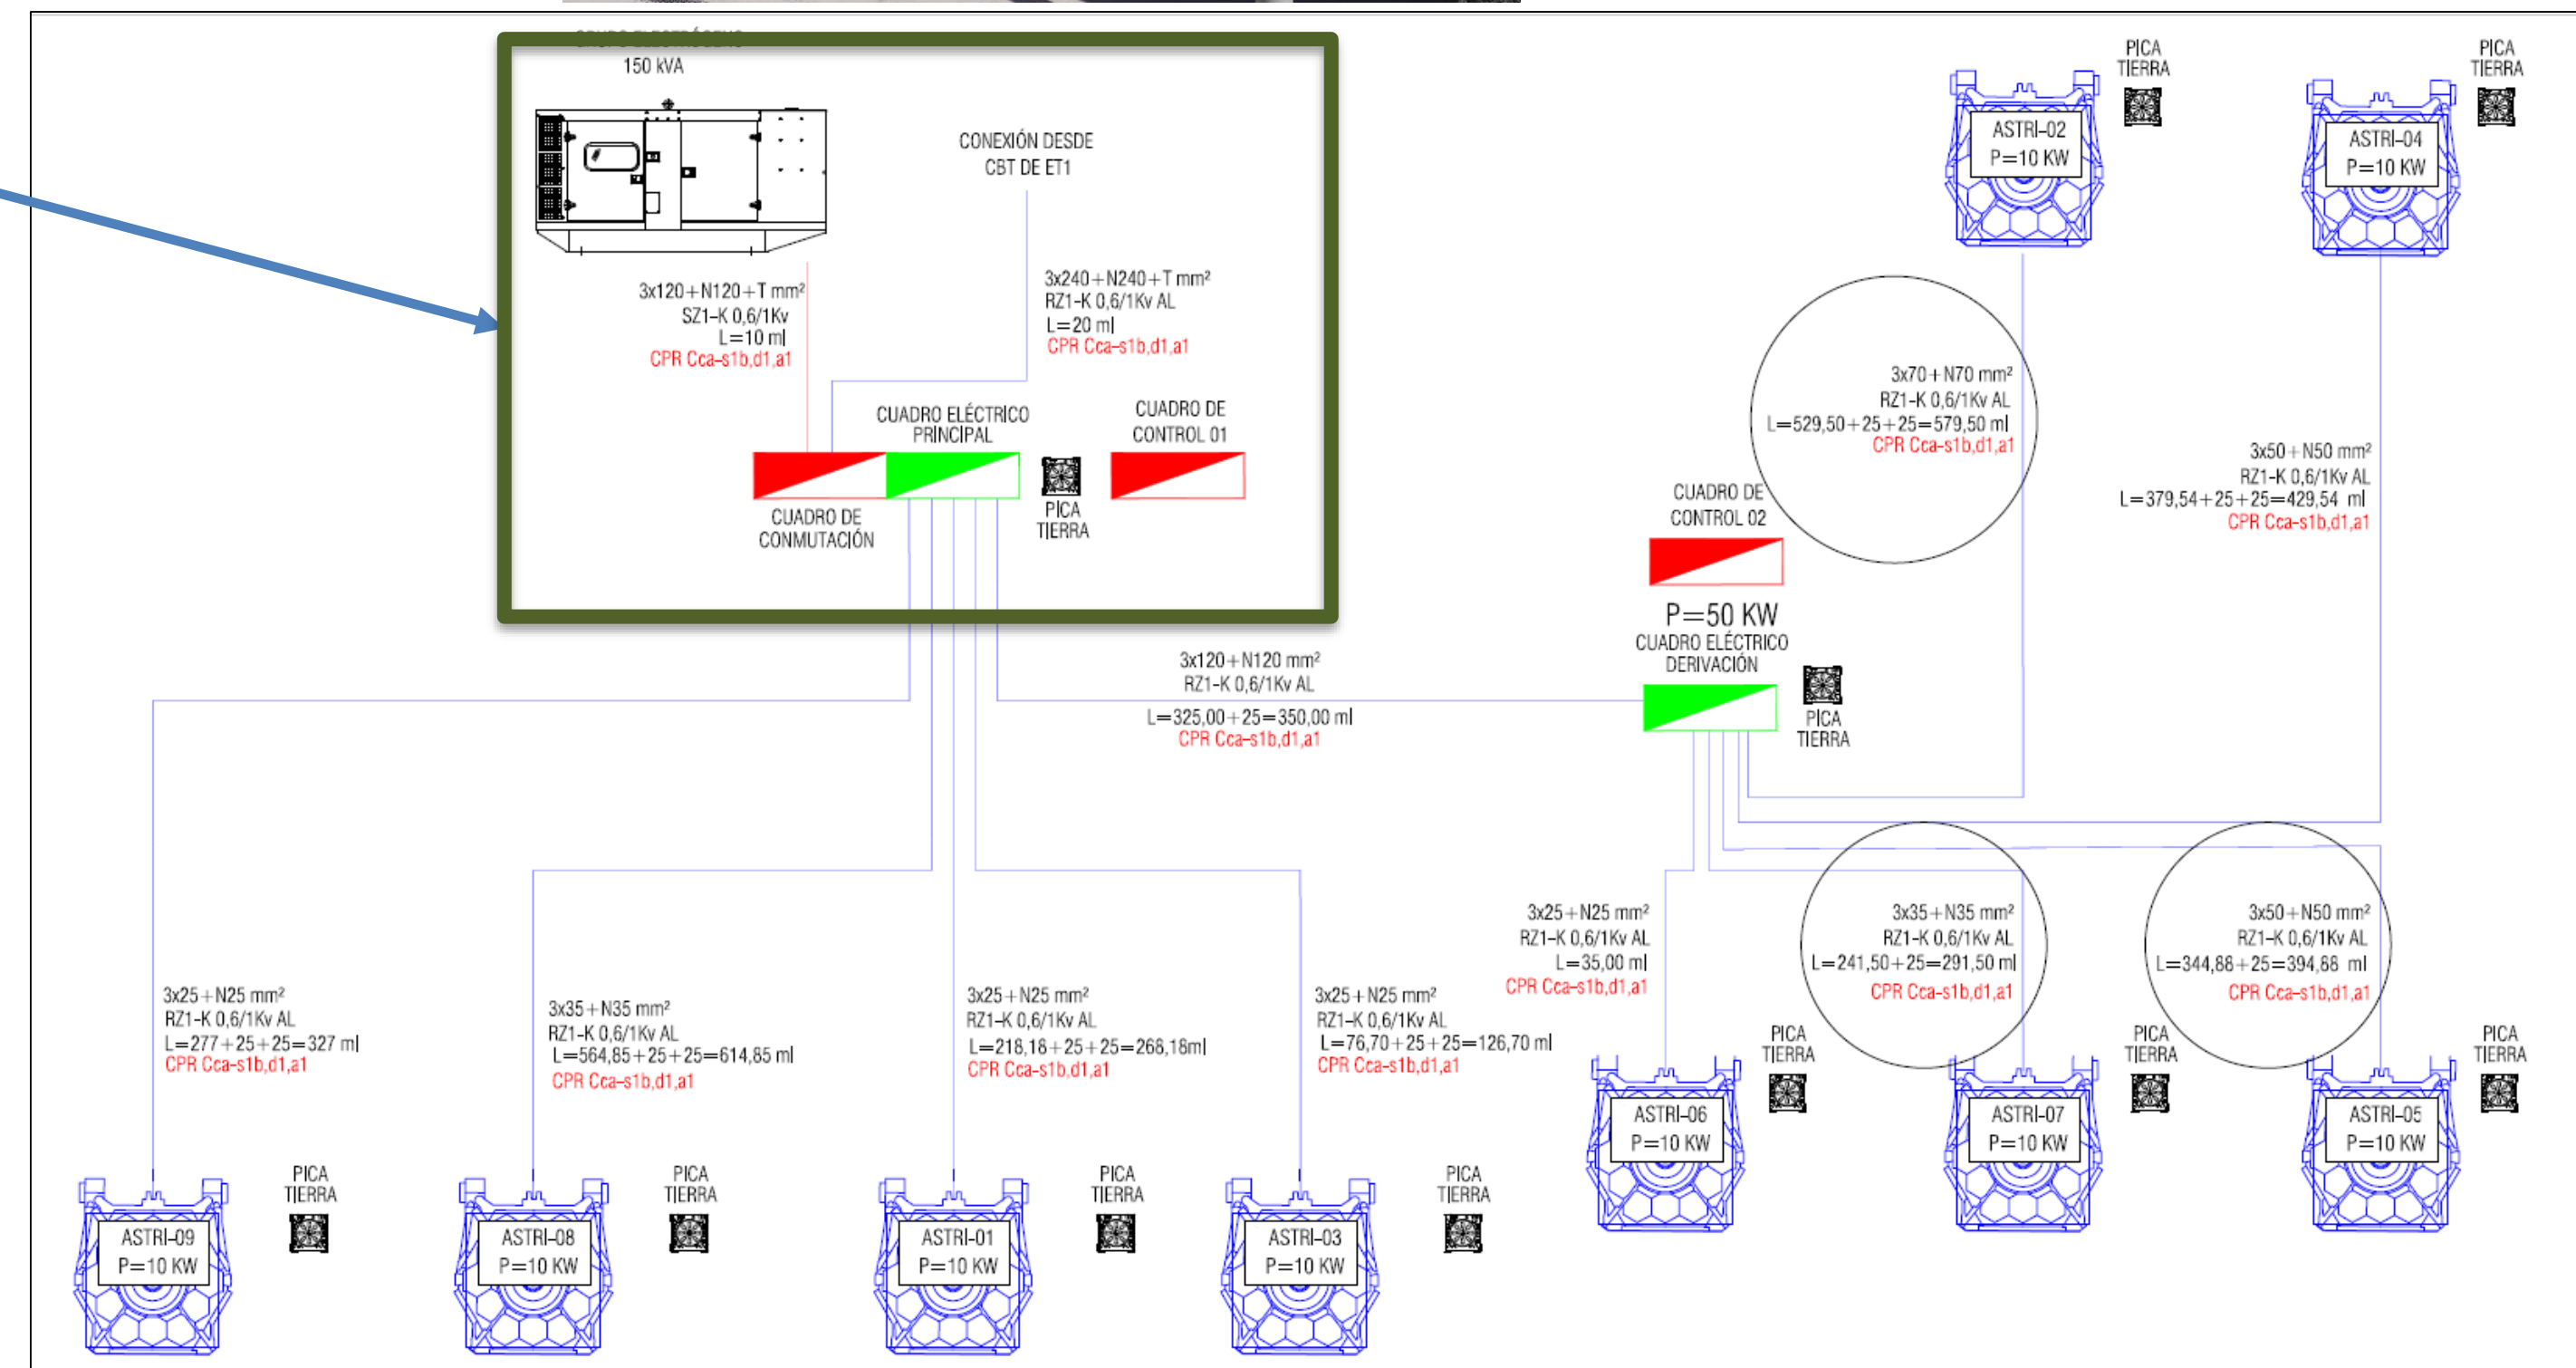 GRUPO ELECTRÓGENO
150 kVA
CONEXIÓN DESDE
CBT DE ET1
3x120+N120+T mm²
SZ1-K 0,6/1Kv
L=10 ml
CPR Cca-s1b,d1,a1
3x240+N240+T mm²
RZ1-K 0,6/1Kv AL
L=20 ml
CPR Cca-s1b,d1,a1
CUADRO ELÉCTRICO
PRINCIPAL
CUADRO DE
CONTROL 01
CUADRO DE
CONMUTACIÓN
PICA
TIERRA
PICA
TIERRA
ASTRI-02
P=10 KW
PICA
TIERRA
ASTRI-04
P=10 KW
3x70+N70 mm²
RZ1-K 0,6/1Kv AL
L=529,50+25+25=579,50 ml
CPR Cca-s1b,d1,a1
3x50+N50 mm²
RZ1-K 0,6/1Kv AL
L=379,54+25+25=429,54 ml
CPR Cca-s1b,d1,a1
CUADRO DE
CONTROL 02
P=50 KW
CUADRO ELÉCTRICO
DERIVACIÓN
PICA
TIERRA
3x120+N120 mm²
RZ1-K 0,6/1Kv AL
L=325,00+25=350,00 ml
CPR Cca-s1b,d1,a1
3x25+N25 mm²
RZ1-K 0,6/1Kv AL
L=277+25+25=327 ml
CPR Cca-s1b,d1,a1
3x35+N35 mm²
RZ1-K 0,6/1Kv AL
L=564,85+25+25=614,85 ml
CPR Cca-s1b,d1,a1
3x25+N25 mm²
RZ1-K 0,6/1Kv AL
L=218,18+25+25=268,18ml
CPR Cca-s1b,d1,a1
3x25+N25 mm²
RZ1-K 0,6/1Kv AL
L=76,70+25+25=126,70 ml
CPR Cca-s1b,d1,a1
3x25+N25 mm²
RZ1-K 0,6/1Kv AL
L=35,00 ml
CPR Cca-s1b,d1,a1
3x35+N35 mm²
RZ1-K 0,6/1Kv AL
L=241,50+25=291,50 ml
CPR Cca-s1b,d1,a1
3x50+N50 mm²
RZ1-K 0,6/1Kv AL
L=344,88+25=394,88 ml
CPR Cca-s1b,d1,a1
PICA
TIERRA
ASTRI-06
P=10 KW
PICA
TIERRA
ASTRI-07
P=10 KW
PICA
TIERRA
ASTRI-05
P=10 KW
PICA
TIERRA
ASTRI-09
P=10 KW
PICA
TIERRA
ASTRI-08
P=10 KW
PICA
TIERRA
ASTRI-01
P=10 KW
PICA
TIERRA
ASTRI-03
P=10 KW